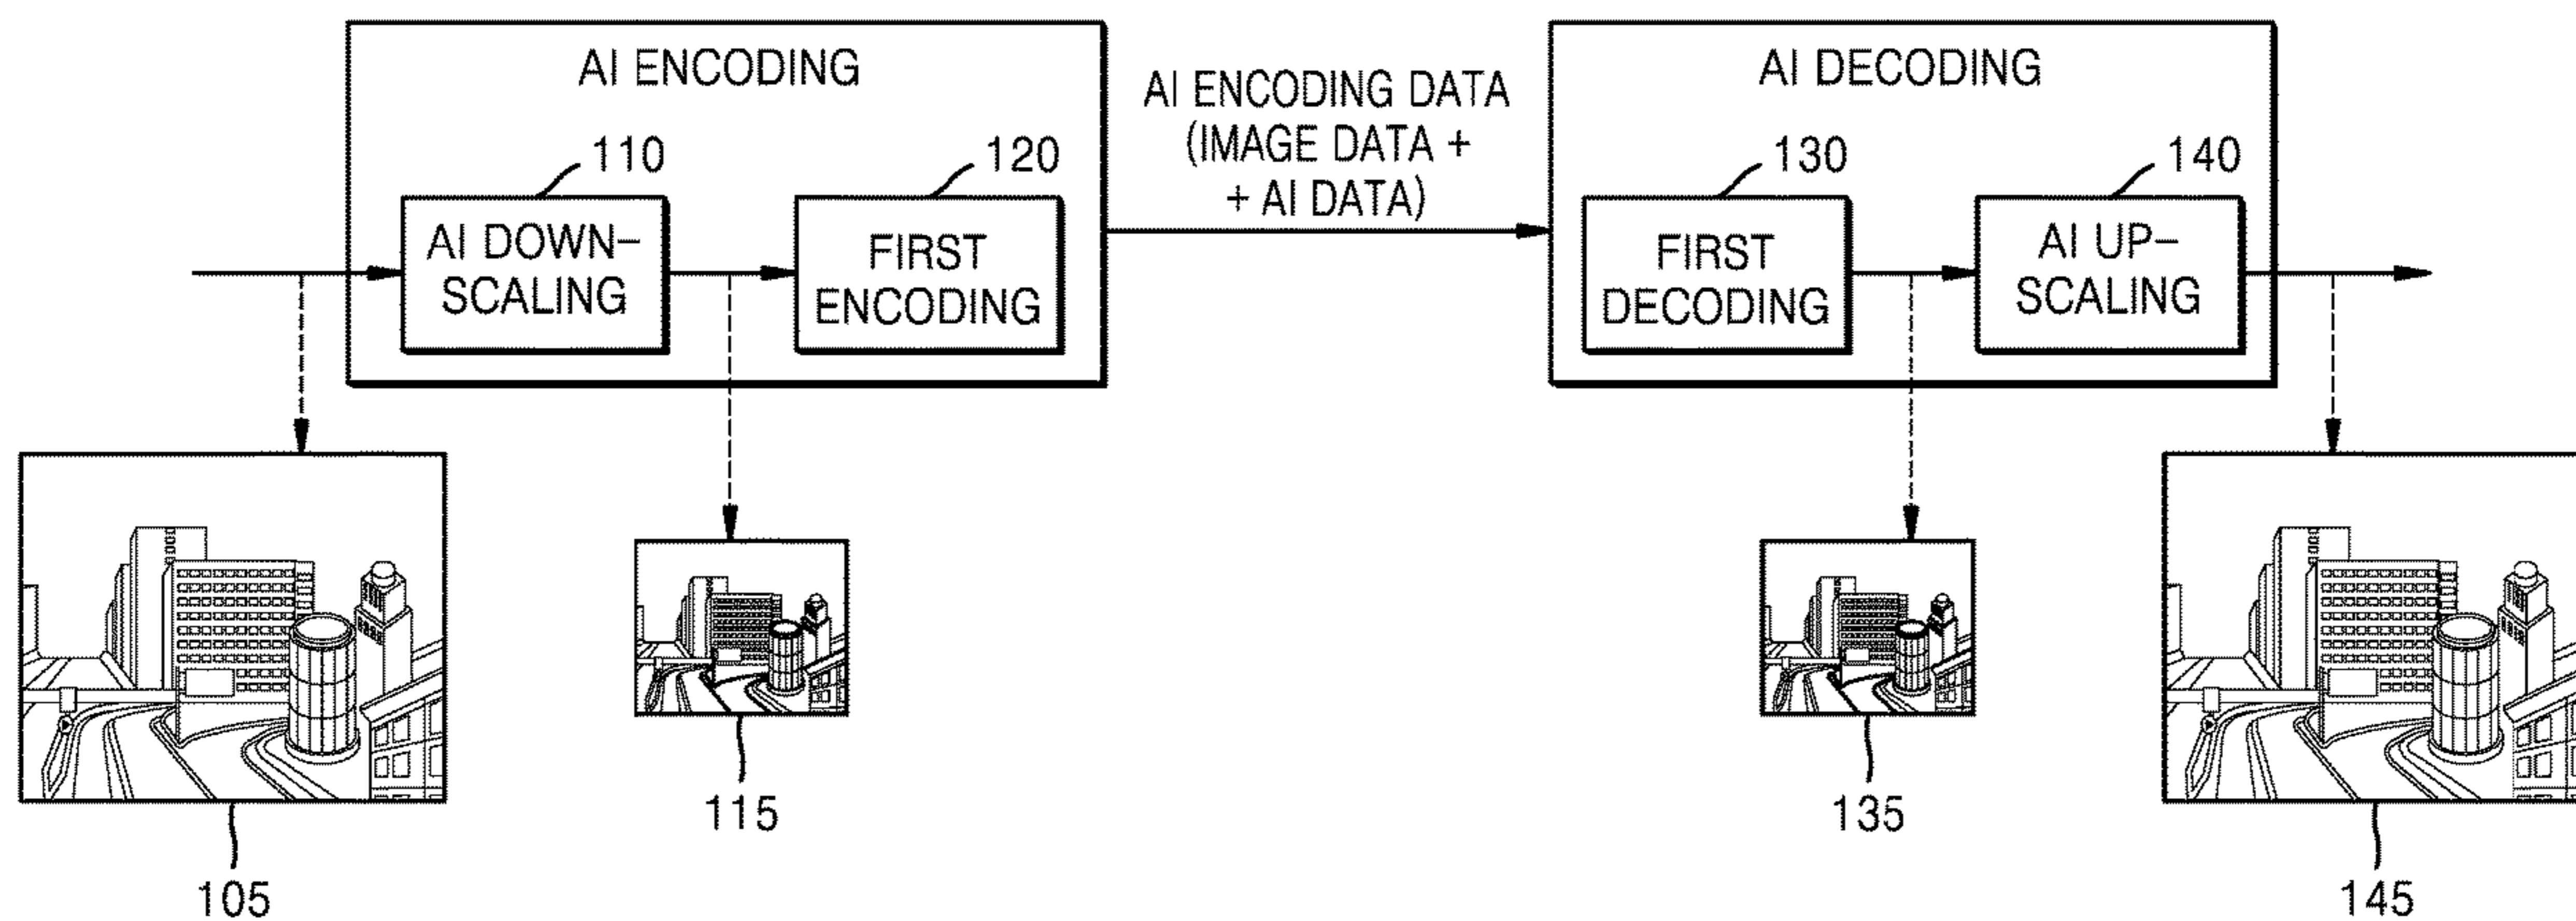 AI ENCODING
110
120
AI DOWN-
SCALING
FIRST
ENCODING
AI ENCODING DATA
(IMAGE DATA +
+ AI DATA)
AI DECODING
130
140
FIRST
DECODING
AI UP-
SCALING
105
115
135
145